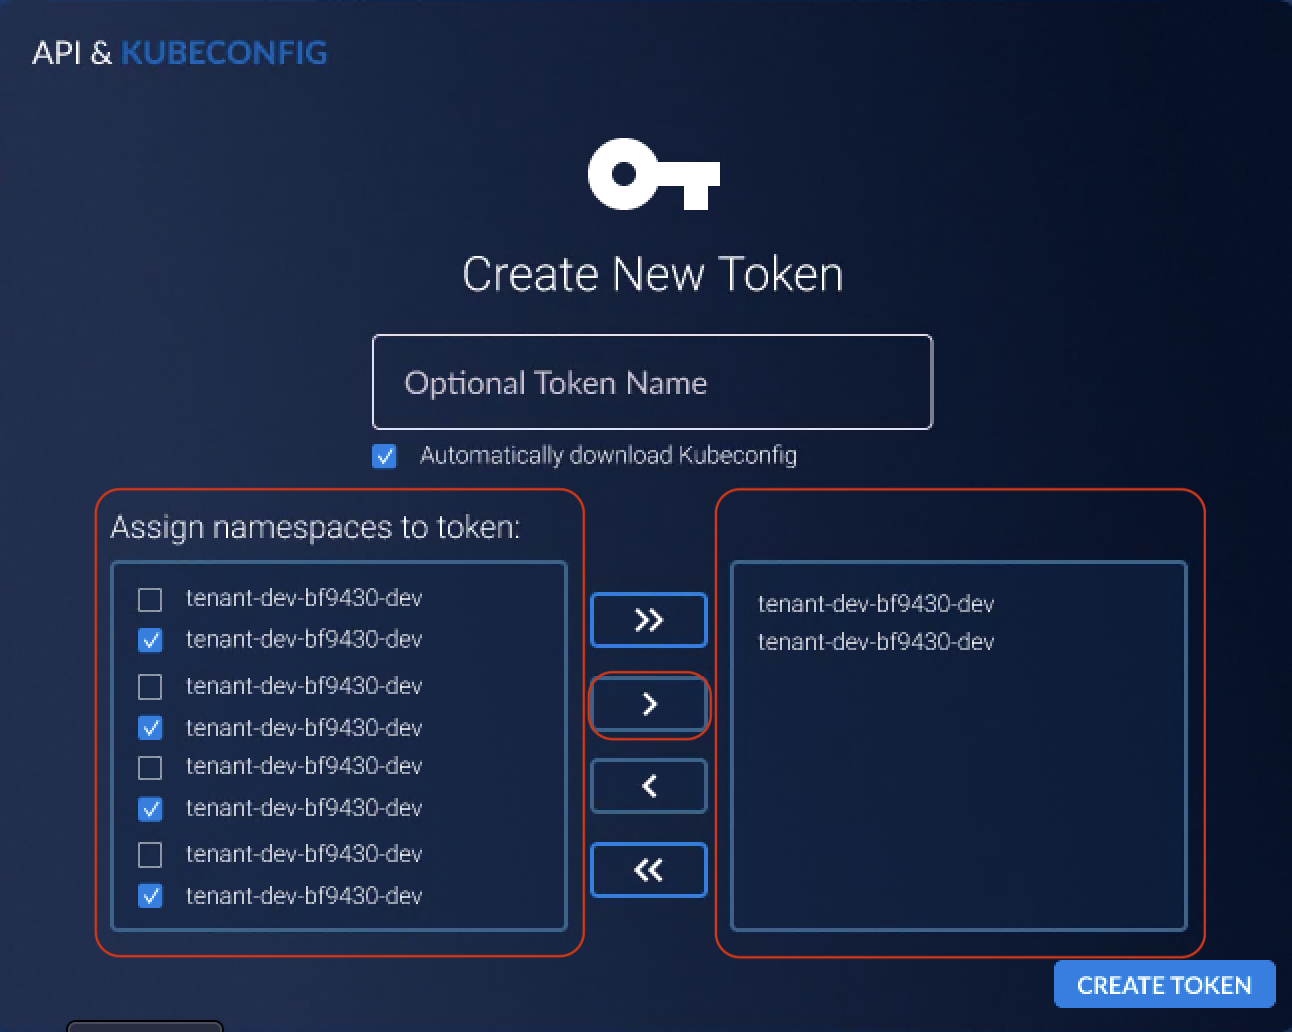 API & KUBECONFIG
Create New Token
Optional Token Name
Automatically download Kubeconfig
Assign namespaces to token:
tenant-dev-bf9430-dev
tenant-dev-bf9430-dev
tenant-dev-bf9430-dev
tenant-dev-bf9430-dev
tenant-dev-bf9430-dev
tenant-dev-bf9430-dev
tenant-dev-bf9430-dev
tenant-dev-bf9430-dev
>>
>
<
<<
tenant-dev-bf9430-dev
tenant-dev-bf9430-dev
CREATE TOKEN